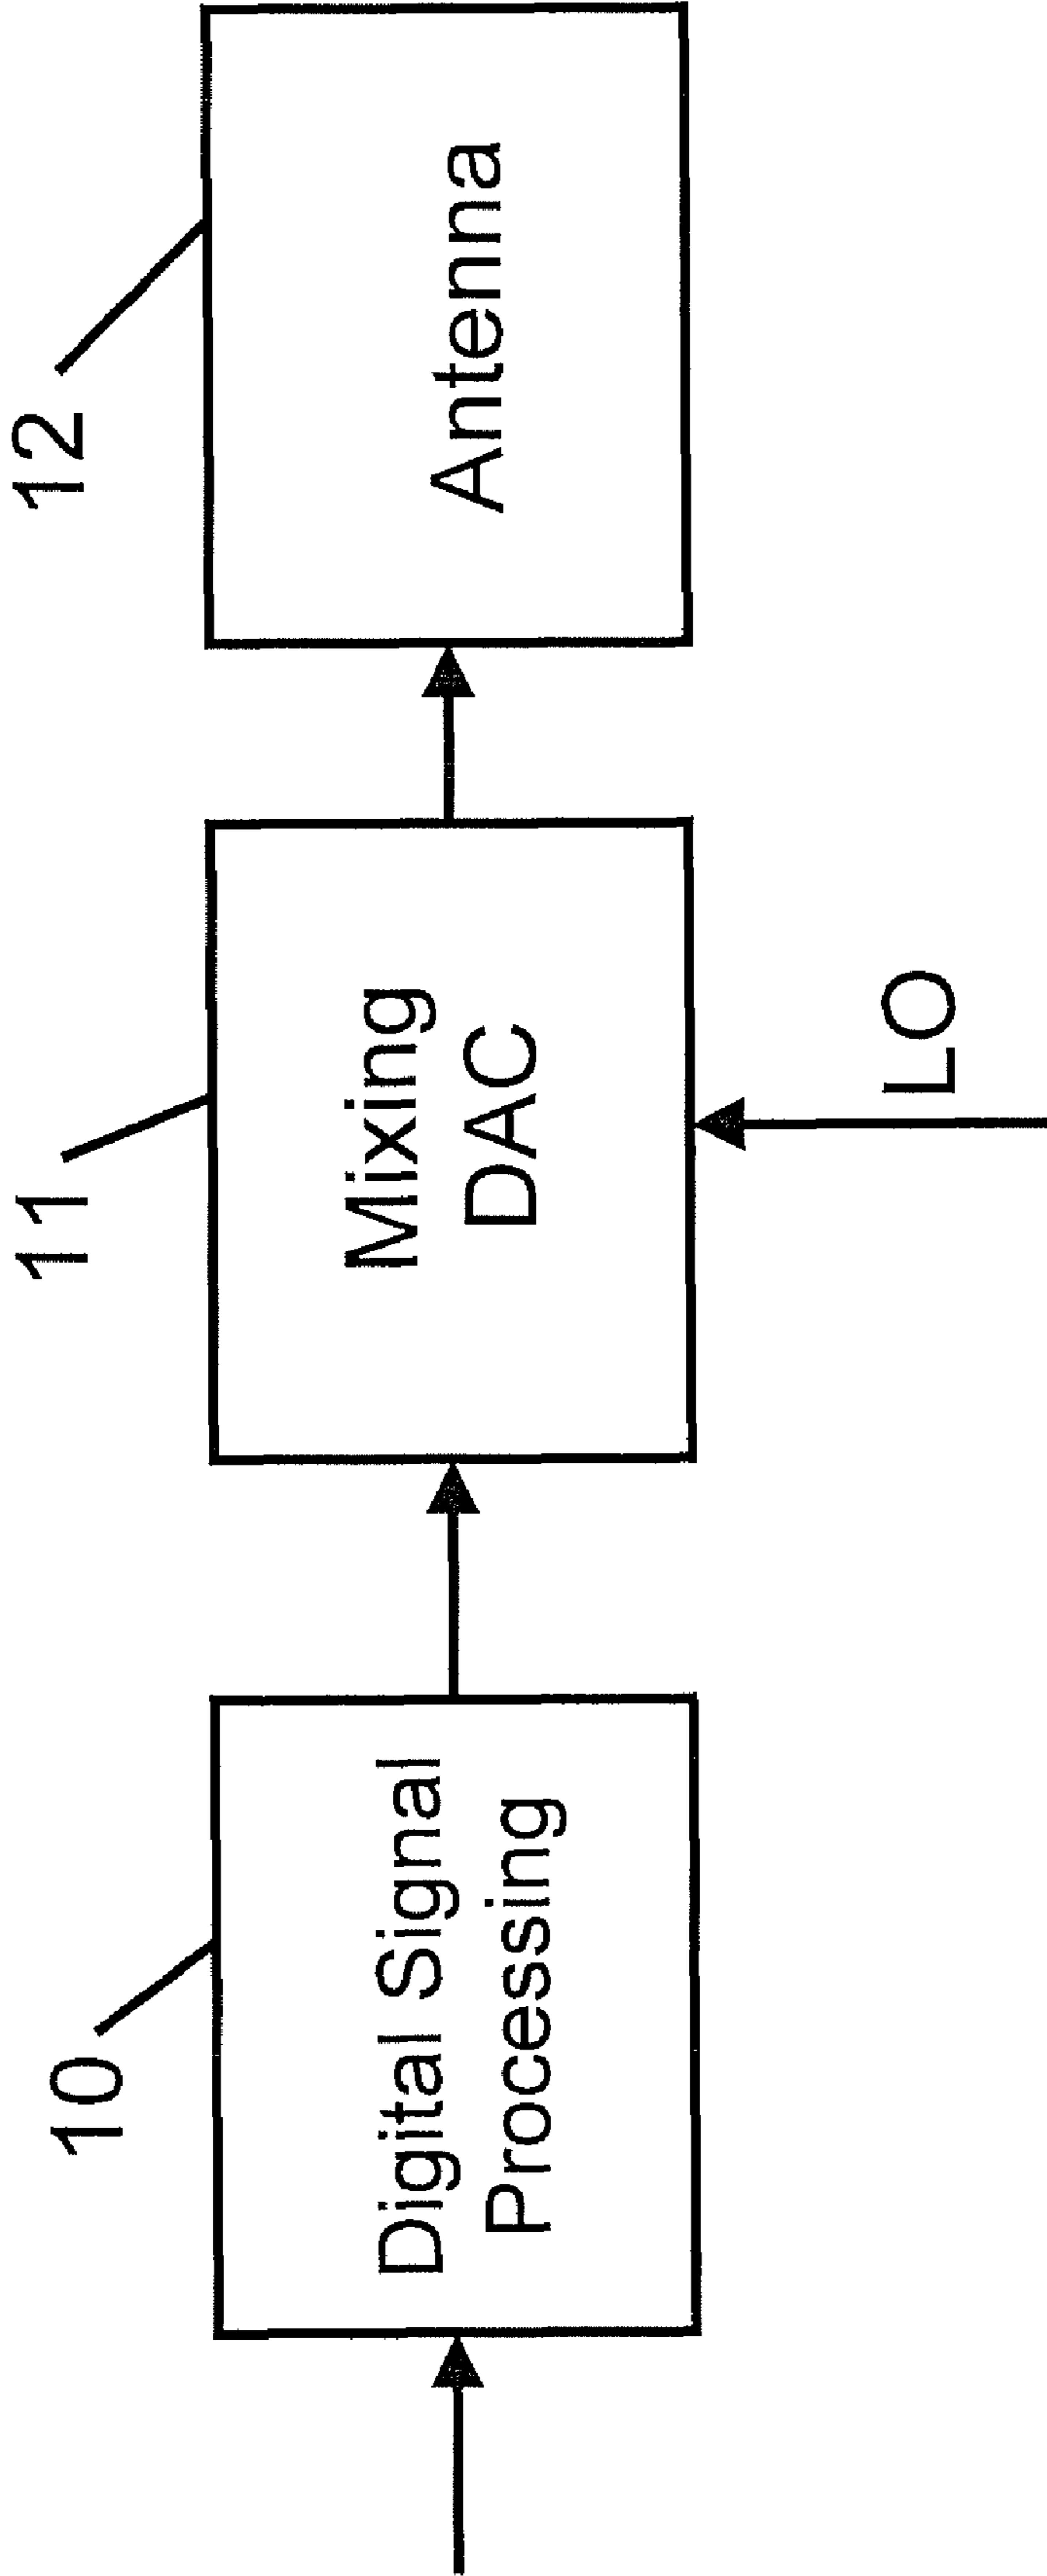 10
11
12
Digital Signal
Processing
Mixing
DAC
Antenna
LO